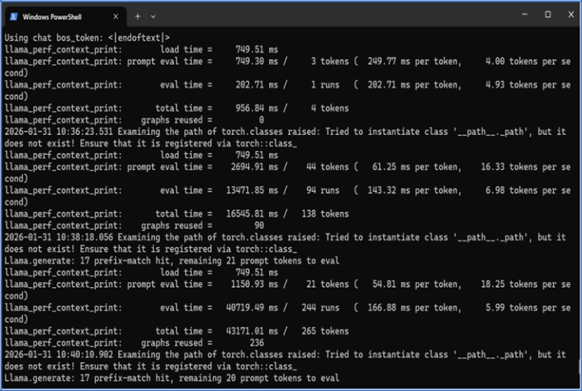 Windows PowerShell
Using chat bos_token: <|endoftext|>
llama_perf_context_print:        load time =     749.51 ms
llama_perf_context_print: prompt eval time =     749.30 ms /     3 tokens (  249.77 ms per token,     4.00 tokens per se
cond)
llama_perf_context_print:        eval time =     202.71 ms /     1 runs   (  202.71 ms per token,     4.93 tokens per se
cond)
llama_perf_context_print:       total time =     956.84 ms /     4 tokens
llama_perf_context_print:    graphs reused =          0
2026-01-31 10:36:23.531 Examining the path of torch.classes raised: Tried to instantiate class '__path__._path', but it
does not exist! Ensure that it is registered via torch::class_
llama_perf_context_print:        load time =     749.51 ms
llama_perf_context_print: prompt eval time =    2694.91 ms /    44 tokens (   61.25 ms per token,    16.33 tokens per se
cond)
llama_perf_context_print:        eval time =   13471.85 ms /    94 runs   (  143.32 ms per token,     6.98 tokens per se
cond)
llama_perf_context_print:       total time =   16545.81 ms /   138 tokens
llama_perf_context_print:    graphs reused =         90
2026-01-31 10:38:18.056 Examining the path of torch.classes raised: Tried to instantiate class '__path__._path', but it
does not exist! Ensure that it is registered via torch::class_
Llama.generate: 17 prefix-match hit, remaining 21 prompt tokens to eval
llama_perf_context_print:        load time =     749.51 ms
llama_perf_context_print: prompt eval time =    1150.93 ms /    21 tokens (   54.81 ms per token,    18.25 tokens per se
cond)
llama_perf_context_print:        eval time =   40719.49 ms /   244 runs   (  166.88 ms per token,     5.99 tokens per se
cond)
llama_perf_context_print:       total time =   43171.01 ms /   265 tokens
llama_perf_context_print:    graphs reused =        236
2026-01-31 10:40:10.902 Examining the path of torch.classes raised: Tried to instantiate class '__path__._path', but it
does not exist! Ensure that it is registered via torch::class_
Llama.generate: 17 prefix-match hit, remaining 20 prompt tokens to eval